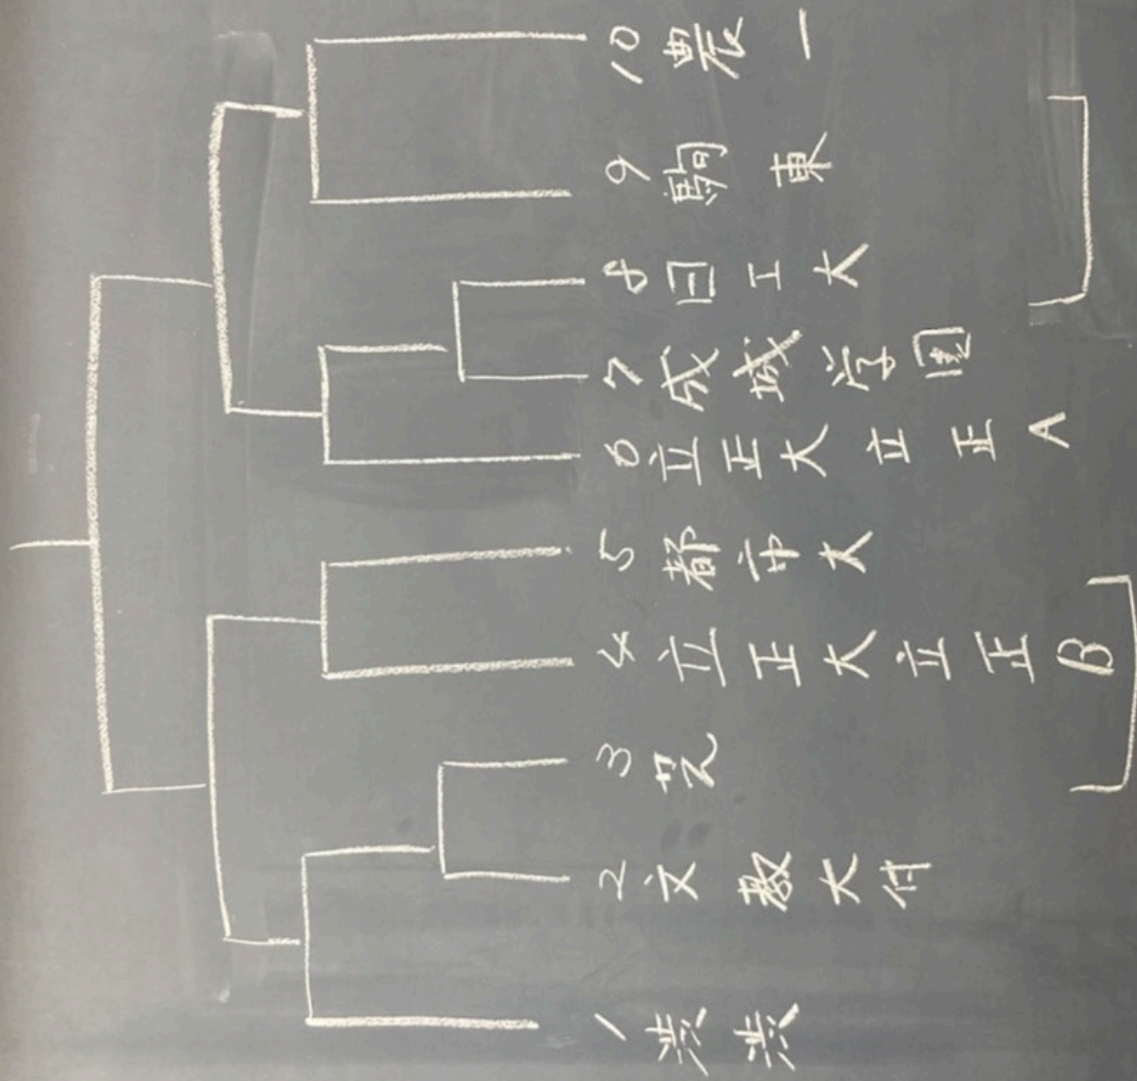 1 渋渋
2 文教大付
3 芝
4 立正大立正B
5 都市大
6 立正大立正A
7 成城学園
8 日工大
9 駒東
10 農一